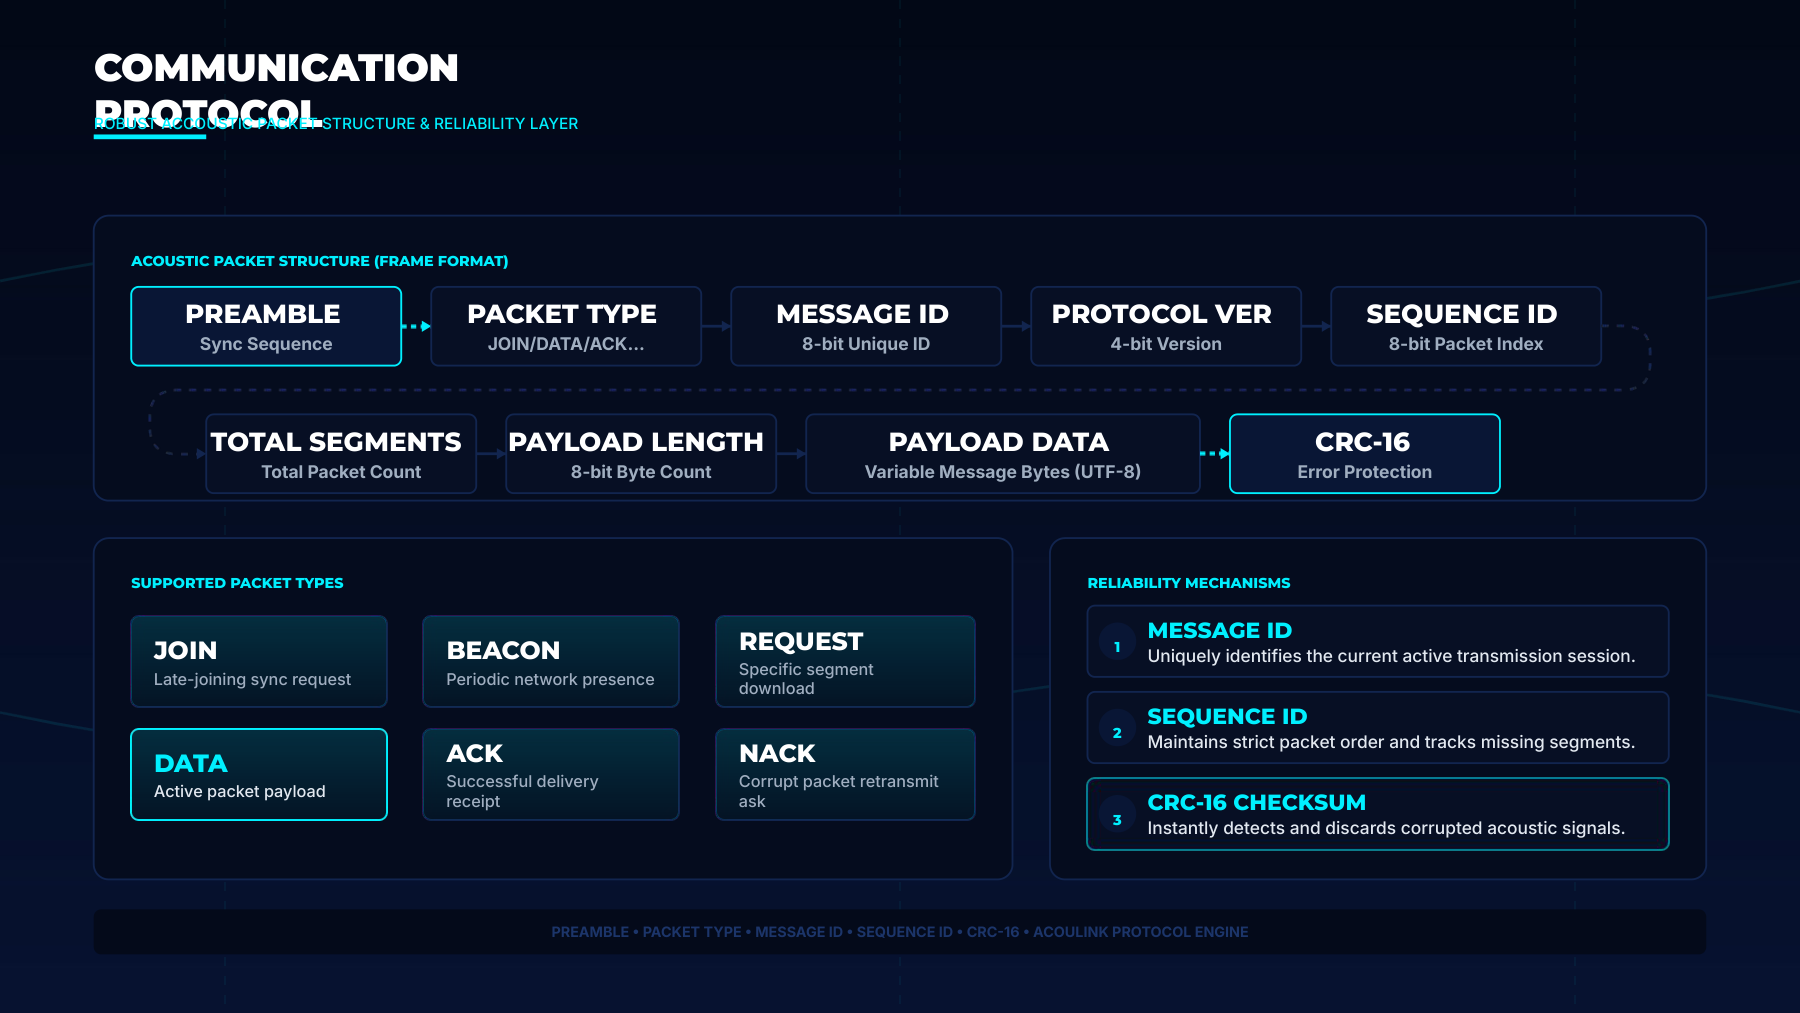 COMMUNICATION
PROTOCOL
ROBUST ACCOUSTIC PACKET STRUCTURE & RELIABILITY LAYER
ACOUSTIC PACKET STRUCTURE (FRAME FORMAT)
PREAMBLE
Sync Sequence
PACKET TYPE
JOIN/DATA/ACK...
MESSAGE ID
8-bit Unique ID
PROTOCOL VER
4-bit Version
SEQUENCE ID
8-bit Packet Index
TOTAL SEGMENTS
Total Packet Count
PAYLOAD LENGTH
8-bit Byte Count
PAYLOAD DATA
Variable Message Bytes (UTF-8)
CRC-16
Error Protection
SUPPORTED PACKET TYPES
JOIN
Late-joining sync request
BEACON
Periodic network presence
REQUEST
Specific segment
download
DATA
Active packet payload
ACK
Successful delivery
receipt
NACK
Corrupt packet retransmit
ask
RELIABILITY MECHANISMS
1
MESSAGE ID
Uniquely identifies the current active transmission session.
2
SEQUENCE ID
Maintains strict packet order and tracks missing segments.
3
CRC-16 CHECKSUM
Instantly detects and discards corrupted acoustic signals.
PREAMBLE • PACKET TYPE • MESSAGE ID • SEQUENCE ID • CRC-16 • ACOULINK PROTOCOL ENGINE